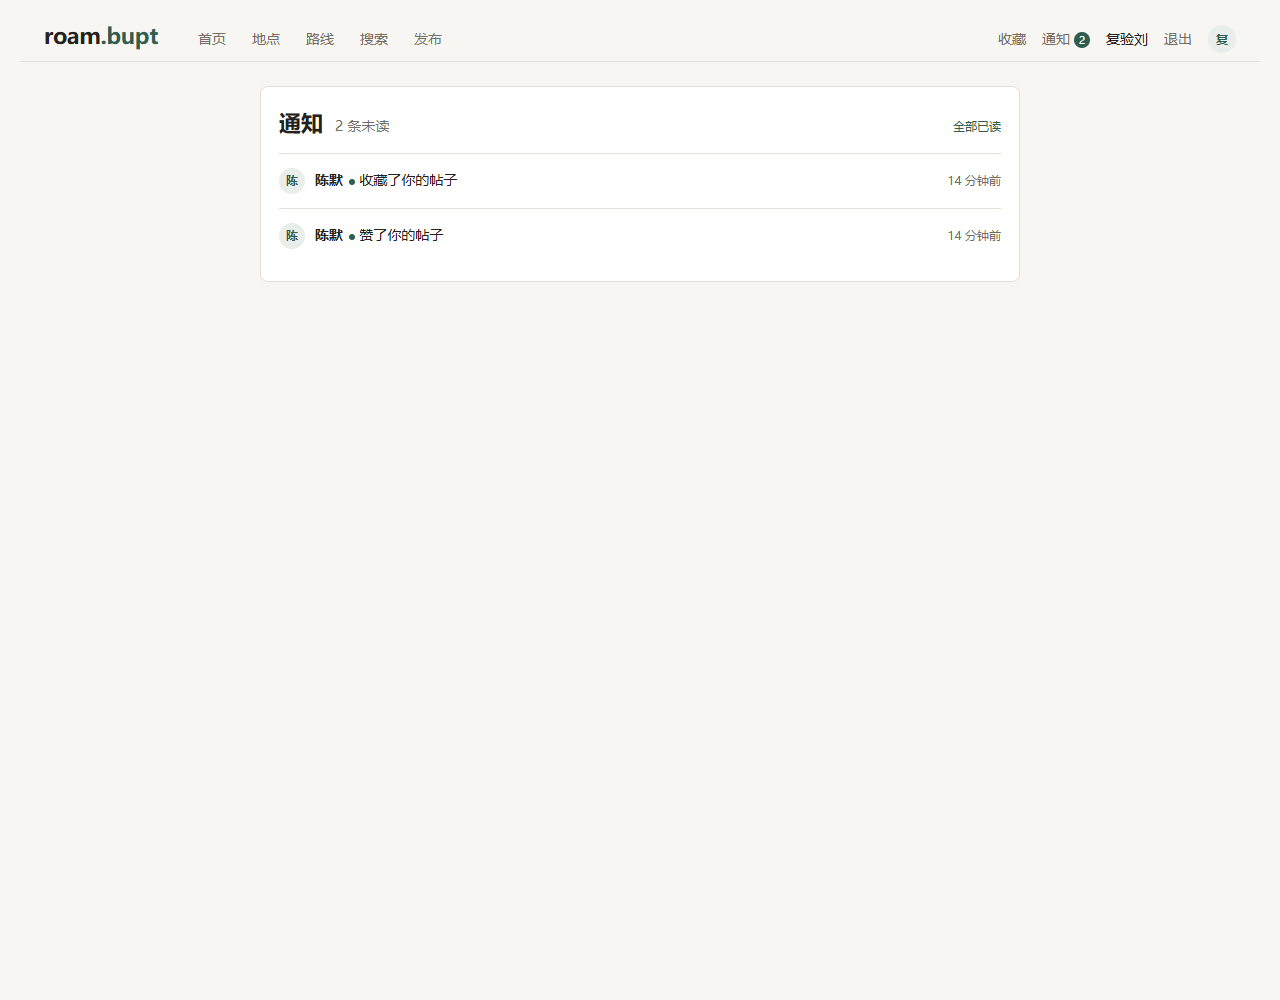 roam.bupt 首页 地点 路线 搜索 发布 收藏 通知 2 复验刘 退出 复
通知 2 条未读 全部已读
陈 陈默 • 收藏了你的帖子 14 分钟前
陈 陈默 • 赞了你的帖子 14 分钟前